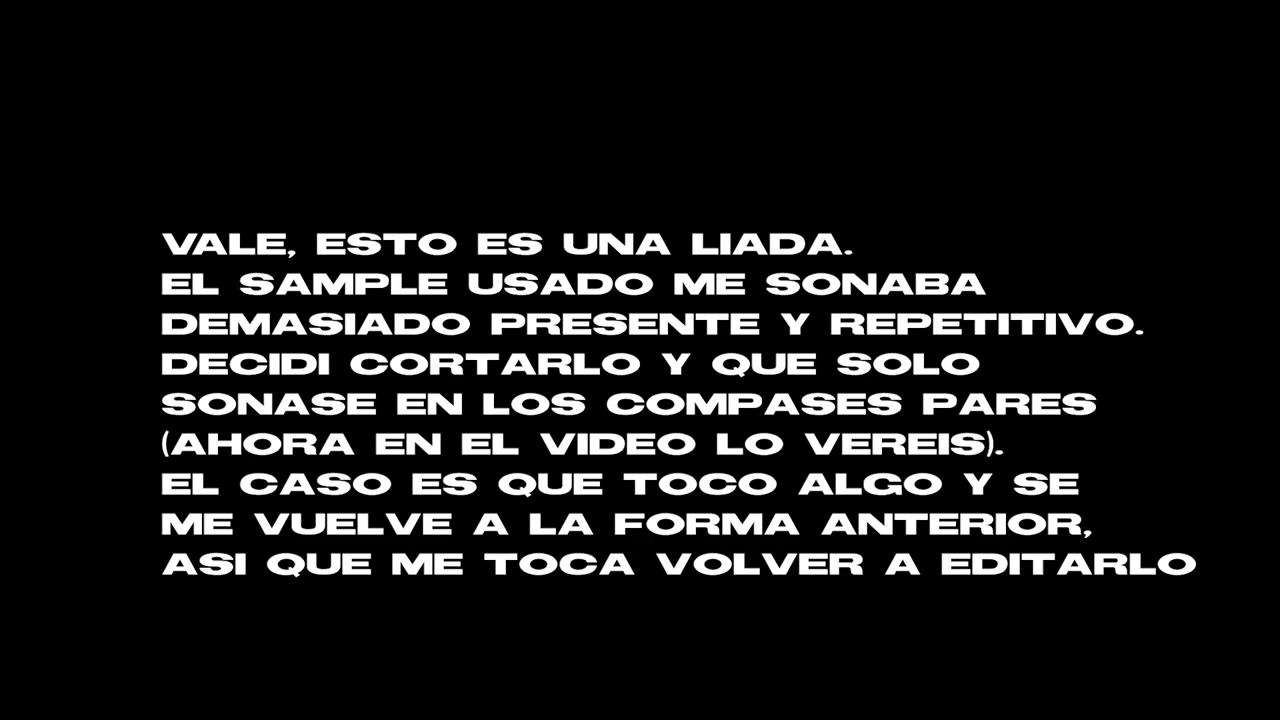 VALE, ESTO ES UNA LIADA.
EL SAMPLE USADO ME SONABA
DEMASIADO PRESENTE Y REPETITIVO.
DECIDI CORTARLO Y QUE SOLO
SONASE EN LOS COMPASES PARES
(AHORA EN EL VIDEO LO VEREIS).
EL CASO ES QUE TOCO ALGO Y SE
ME VUELVE A LA FORMA ANTERIOR,
ASI QUE ME TOCA VOLVER A EDITARLO